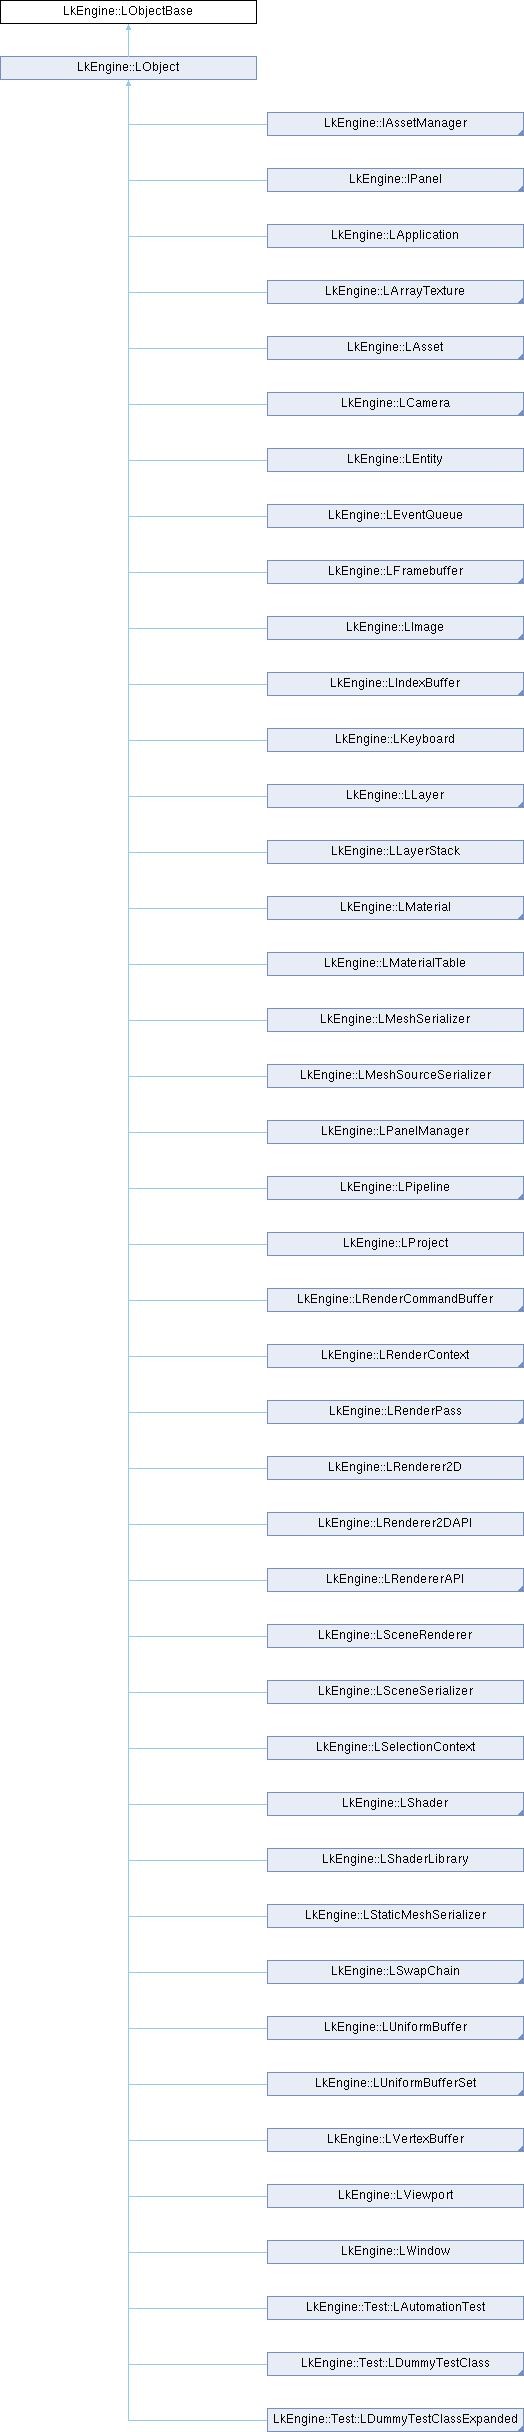 LkEngine::LObjectBase
LkEngine::LObject
LkEngine::IAssetManager
LkEngine::IPanel
LkEngine::LApplication
LkEngine::LArrayTexture
LkEngine::LAsset
LkEngine::LCamera
LkEngine::LEntity
LkEngine::LEventQueue
LkEngine::LFramebuffer
LkEngine::LImage
LkEngine::LIndexBuffer
LkEngine::LKeyboard
LkEngine::LLayer
LkEngine::LLayerStack
LkEngine::LMaterial
LkEngine::LMaterialTable
LkEngine::LMeshSerializer
LkEngine::LMeshSourceSerializer
LkEngine::LPanelManager
LkEngine::LPipeline
LkEngine::LProject
LkEngine::LRenderCommandBuffer
LkEngine::LRenderContext
LkEngine::LRenderPass
LkEngine::LRenderer2D
LkEngine::LRenderer2DAPI
LkEngine::LRendererAPI
LkEngine::LSceneRenderer
LkEngine::LSceneSerializer
LkEngine::LSelectionContext
LkEngine::LShader
LkEngine::LShaderLibrary
LkEngine::LStaticMeshSerializer
LkEngine::LSwapChain
LkEngine::LUniformBuffer
LkEngine::LUniformBufferSet
LkEngine::LVertexBuffer
LkEngine::LViewport
LkEngine::LWindow
LkEngine::Test::LAutomationTest
LkEngine::Test::LDummyTestClass
LkEngine::Test::LDummyTestClassExpanded